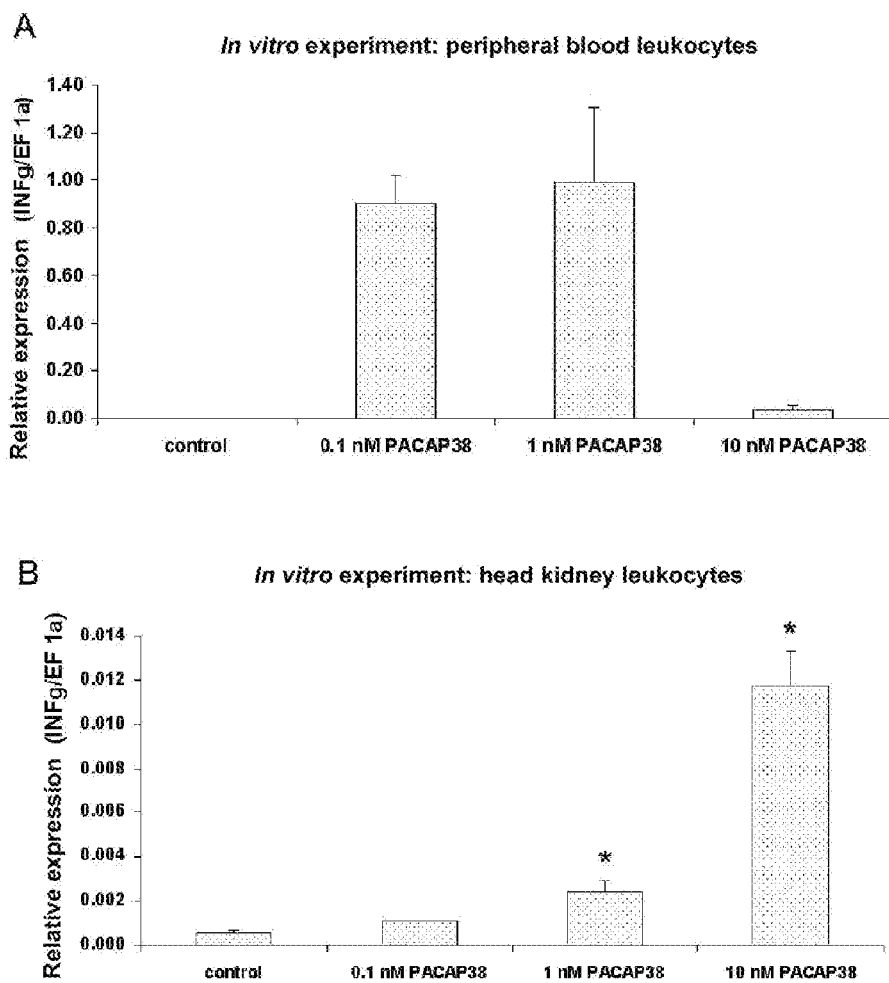 A
In vitro experiment: peripheral blood leukocytes
Relative expression (INFg/EF 1a)
1.40
1.20
1.00
0.80
0.60
0.40
0.20
0.00
control
0.1 nM PACAP38
1 nM PACAP38
10 nM PACAP38
B
In vitro experiment: head kidney leukocytes
Relative expression (INFg/EF 1a)
0.014
0.012
0.010
0.008
0.006
0.004
0.002
0.000
*
*
control
0.1 nM PACAP38
1 nM PACAP38
10 nM PACAP38